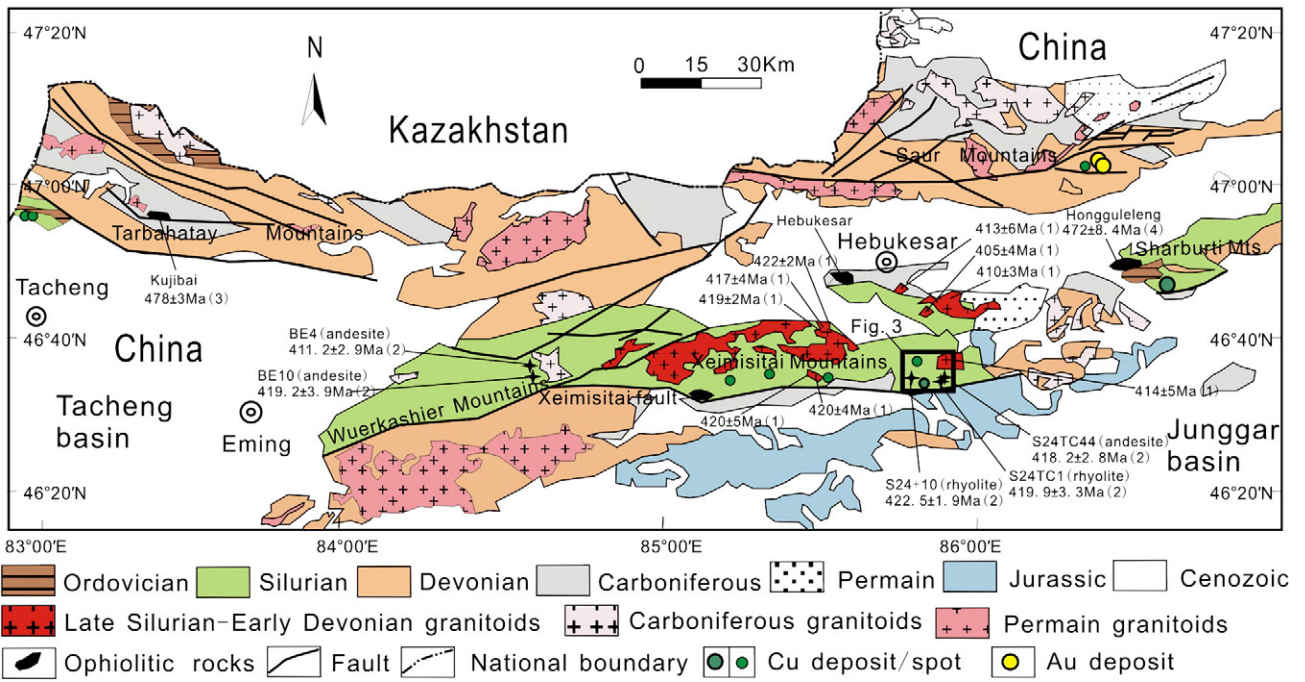 47°20′N
47°20′N
N
0 15 30Km
China
Kazakhstan
Saur Mountains
47°00′N
47°00′N
Tarbahatay Mountains
Kujibai
478±3Ma(3)
Hebukesar
Hebukesar
413±6Ma(1)
405±4Ma(1)
410±3Ma(1)
Hongguleleng
472±8.4Ma(4)
Sharburti Mts.
422±2Ma(1)
417±4Ma(1)
419±2Ma(1)
Tacheng
46°40′N
46°40′N
China
BE4(andesite)
411.2±2.9Ma(2)
BE10(andesite)
419.2±3.9Ma(2)
Fig. 3
Xeimisitai Mountains
Wuerkashier Mountains
Xeimisitai fault
Tacheng
basin
Eming
420±5Ma(1)
420±4Ma(1)
414±5Ma(1)
S24TC44(andesite)
418.2±2.8Ma(2)
S24-10(rhyolite)
422.5±1.9Ma(2)
S24TC1(rhyolite)
419.9±3.3Ma(2)
Junggar
basin
46°20′N
46°20′N
83°00′E 84°00′E 85°00′E 86°00′E
Ordovician Silurian Devonian Carboniferous Permain Jurassic Cenozoic
Late Silurian-Early Devonian granitoids Carboniferous granitoids Permain granitoids
Ophiolitic rocks Fault National boundary Cu deposit/spot Au deposit